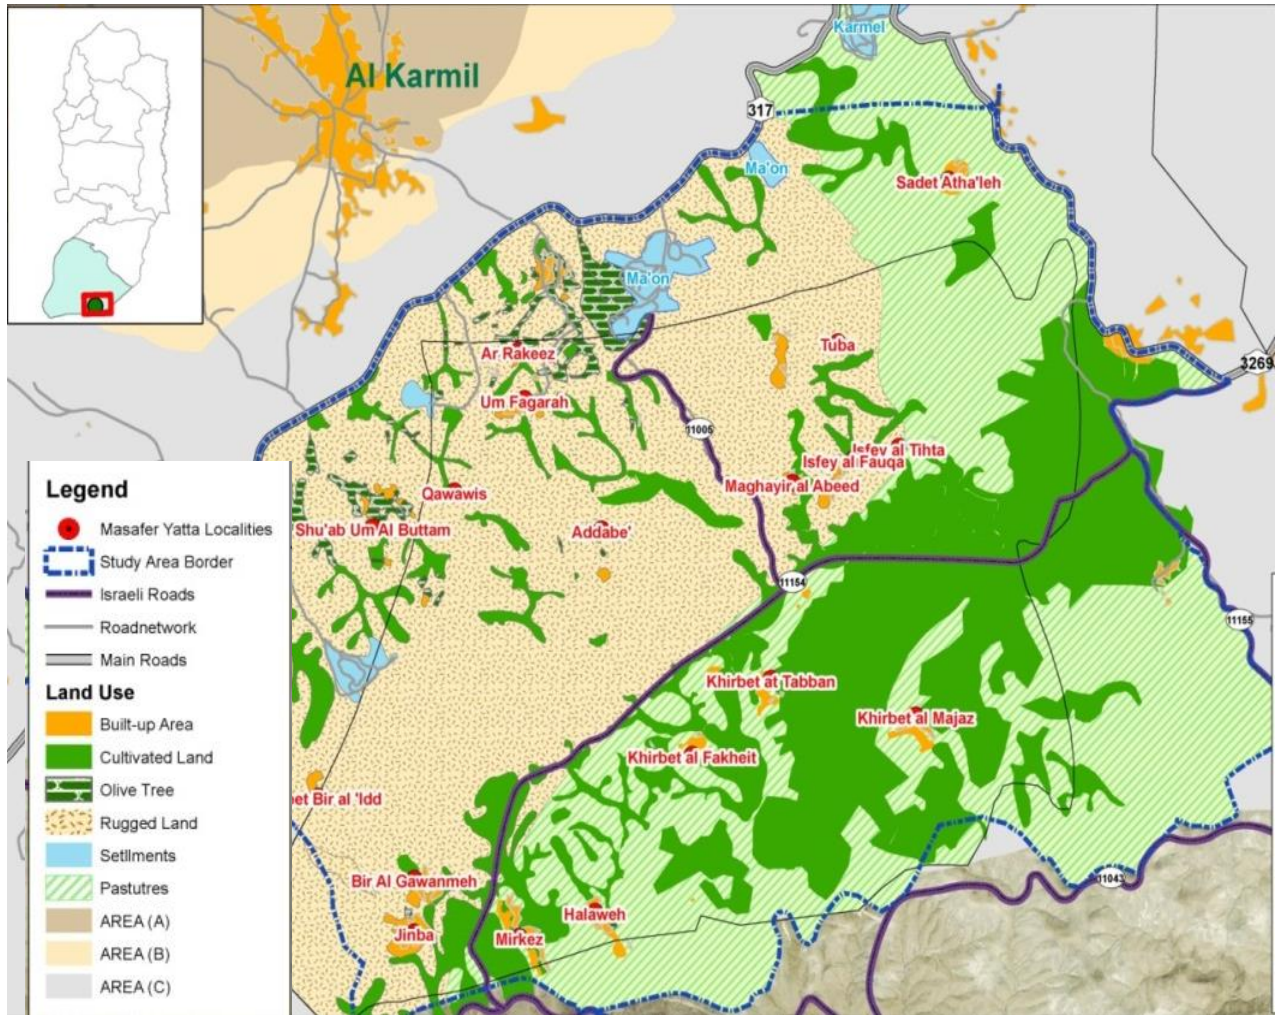 Karmel
Al Karmil
317
Ma'on
Sadet Atha'leh
Ma'on
Ar Rakeez
Tuba
3269
Um Fagarah
11005
Isfey al Tihta
Isfey al Fauqa
Maghayir al Abeed
Qawawis
Shu'ab Um Al Buttam
Addabe'
11154
11155
Khirbet at Tabban
Khirbet al Majaz
Khirbet al Fakheit
et Bir al 'Idd
11043
Bir Al Gawanmeh
Halaweh
Jinba
Mirkez
Legend
Masafer Yatta Localities
Study Area Border
Israeli Roads
Roadnetwork
Main Roads
Land Use
Built-up Area
Cultivated Land
Olive Tree
Rugged Land
Setllments
Pastutres
AREA (A)
AREA (B)
AREA (C)